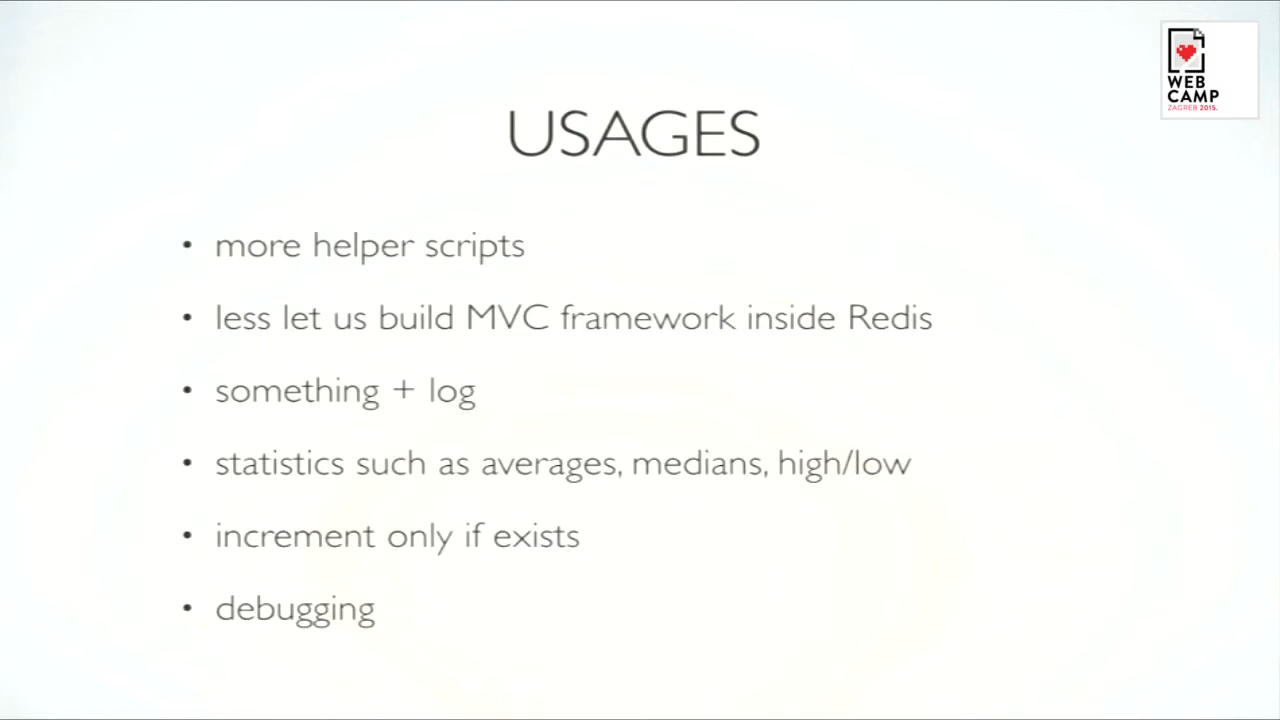 WEB
CAMP
ZAGREB 2015.
USAGES
• more helper scripts
• less let us build MVC framework inside Redis
• something + log
• statistics such as averages, medians, high/low
• increment only if exists
• debugging